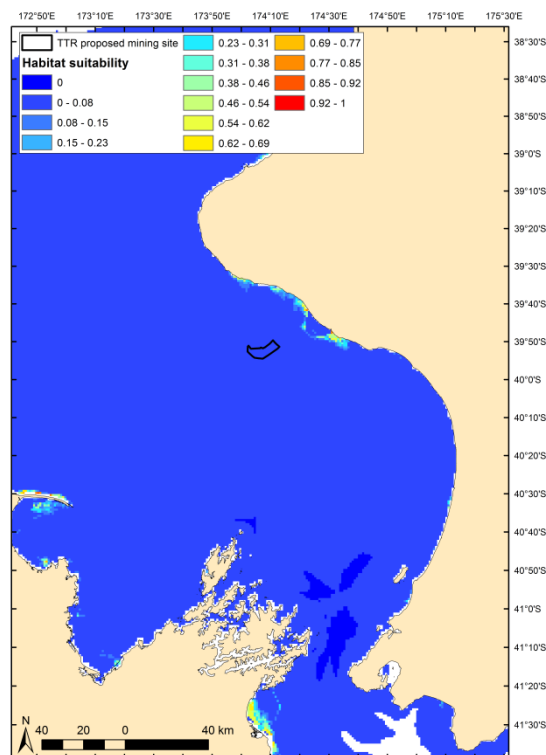 172°50'E 173°10'E 173°30'E 173°50'E 174°10'E 174°30'E 174°50'E 175°10'E 175°30'E
TTR proposed mining site
Habitat suitability
0
0 - 0.08
0.08 - 0.15
0.15 - 0.23
0.23 - 0.31
0.31 - 0.38
0.38 - 0.46
0.46 - 0.54
0.54 - 0.62
0.62 - 0.69
0.69 - 0.77
0.77 - 0.85
0.85 - 0.92
0.92 - 1
38°30'S
38°40'S
38°50'S
39°0'S
39°10'S
39°20'S
39°30'S
39°40'S
39°50'S
40°0'S
40°10'S
40°20'S
40°30'S
40°40'S
40°50'S
41°0'S
41°10'S
41°20'S
41°30'S
N
40 20 0 40 km